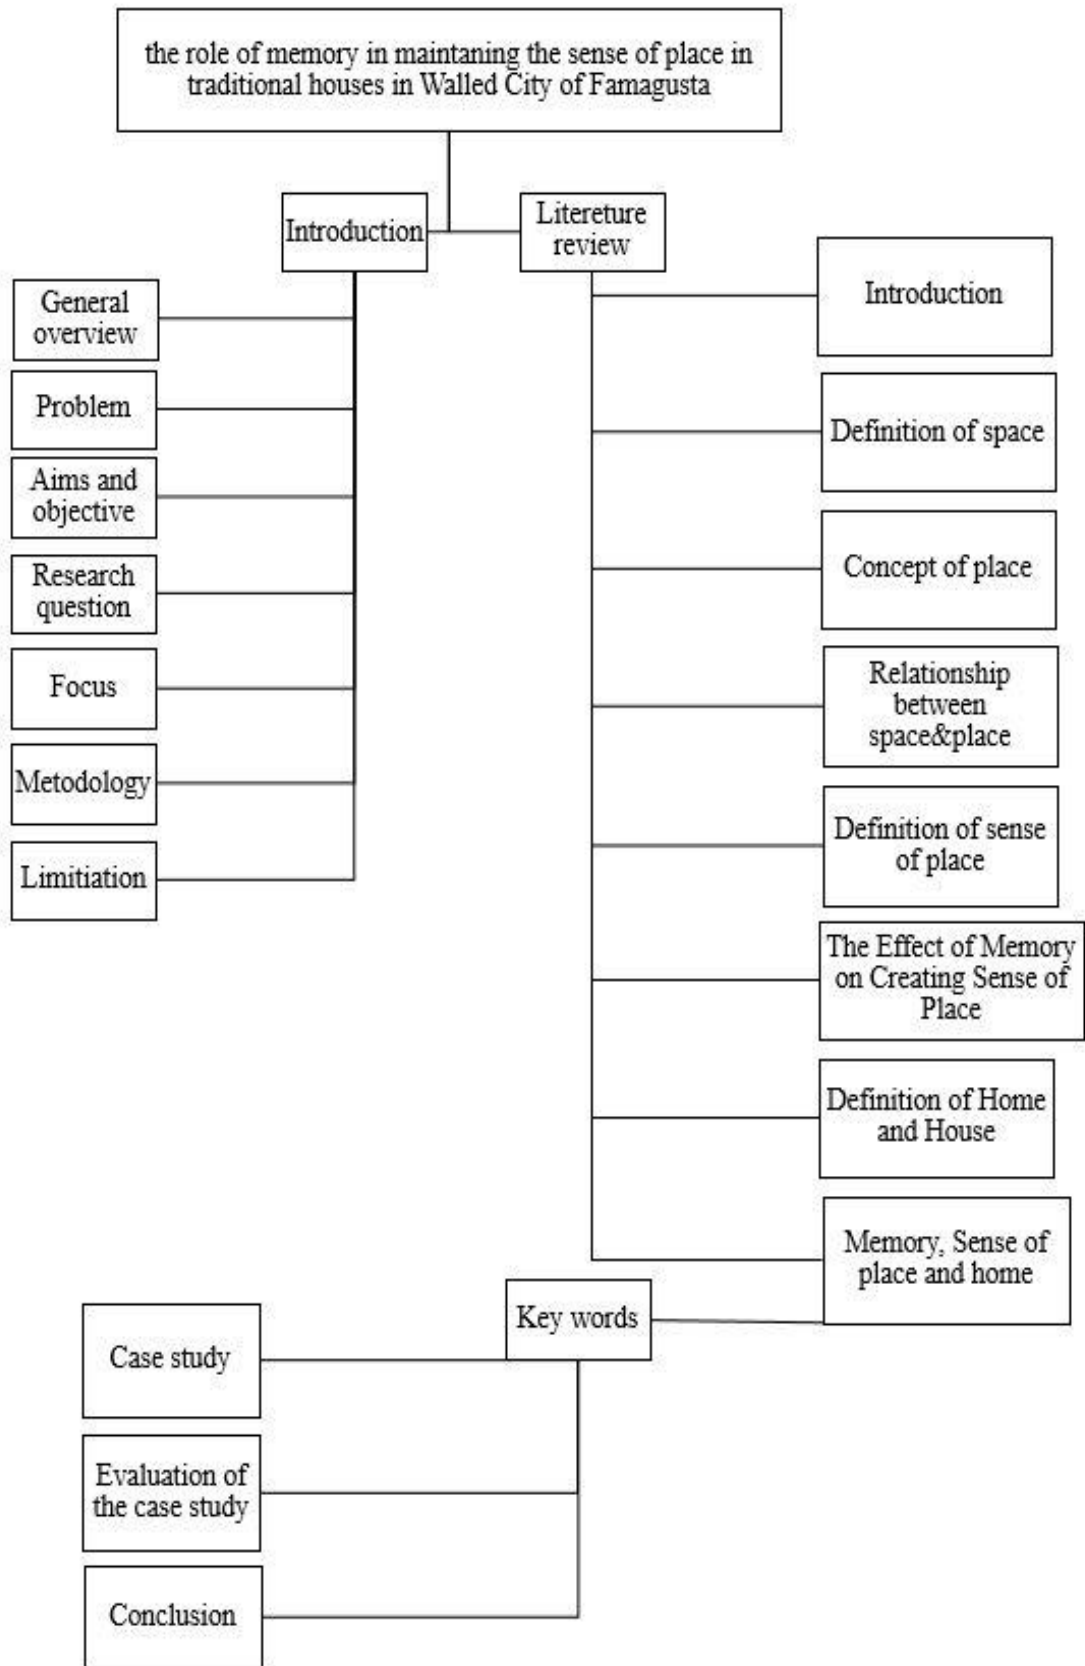 the role of memory in maintaning the sense of place in
traditional houses in Walled City of Famagusta
Introduction
Litereture
review
General
overview
Problem
Aims and
objective
Research
question
Focus
Metodology
Limitiation
Introduction
Definition of space
Concept of place
Relationship
between
space&place
Definition of sense
of place
The Effect of Memory
on Creating Sense of
Place
Definition of Home
and House
Memory, Sense of
place and home
Key words
Case study
Evaluation of
the case study
Conclusion